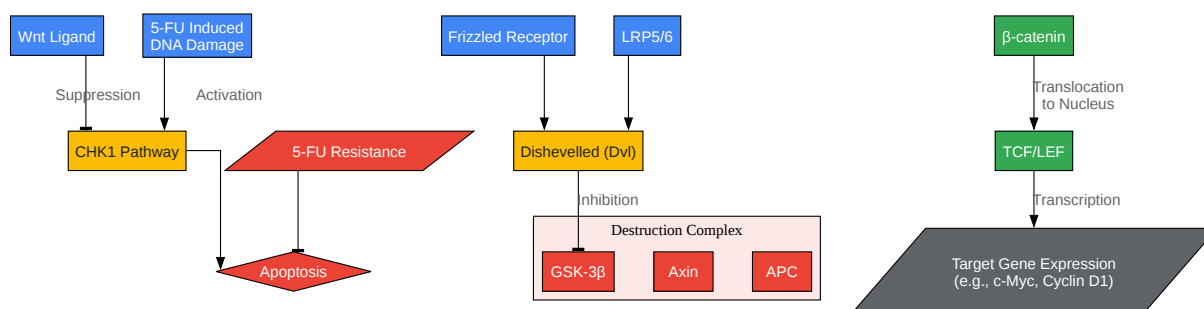 Wnt Ligand
5-FU Induced
DNA Damage
Frizzled Receptor
LRP5/6
β-catenin
Suppression
Activation
Translocation
to Nucleus
CHK1 Pathway
5-FU Resistance
Dishevelled (Dvl)
TCF/LEF
Inhibition
Transcription
Destruction Complex
Apoptosis
GSK-3β
Axin
APC
Target Gene Expression
(e.g., c-Myc, Cyclin D1)